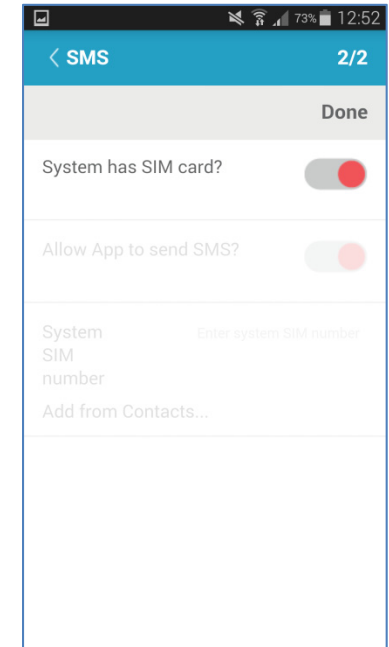 73% 12:52
< SMS 2/2
Done
System has SIM card?
Allow App to send SMS?
System Enter system SIM number
SIM
number
Add from Contacts...